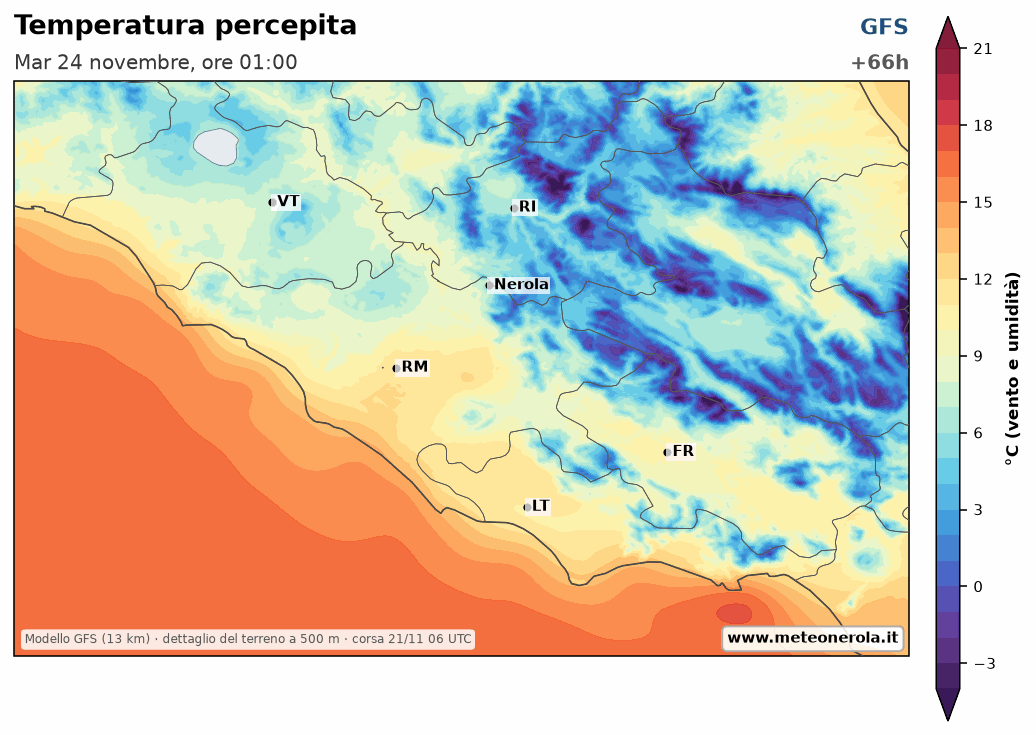 Temperatura percepita
GFS
Mar 24 novembre, ore 01:00
+66h
VT
RI
Nerola
RM
FR
LT
Modello GFS (13 km) · dettaglio del terreno a 500 m · corsa 21/11 06 UTC
www.meteonerola.it
21
18
15
12
9
6
3
0
−3
°C (vento e umidità)